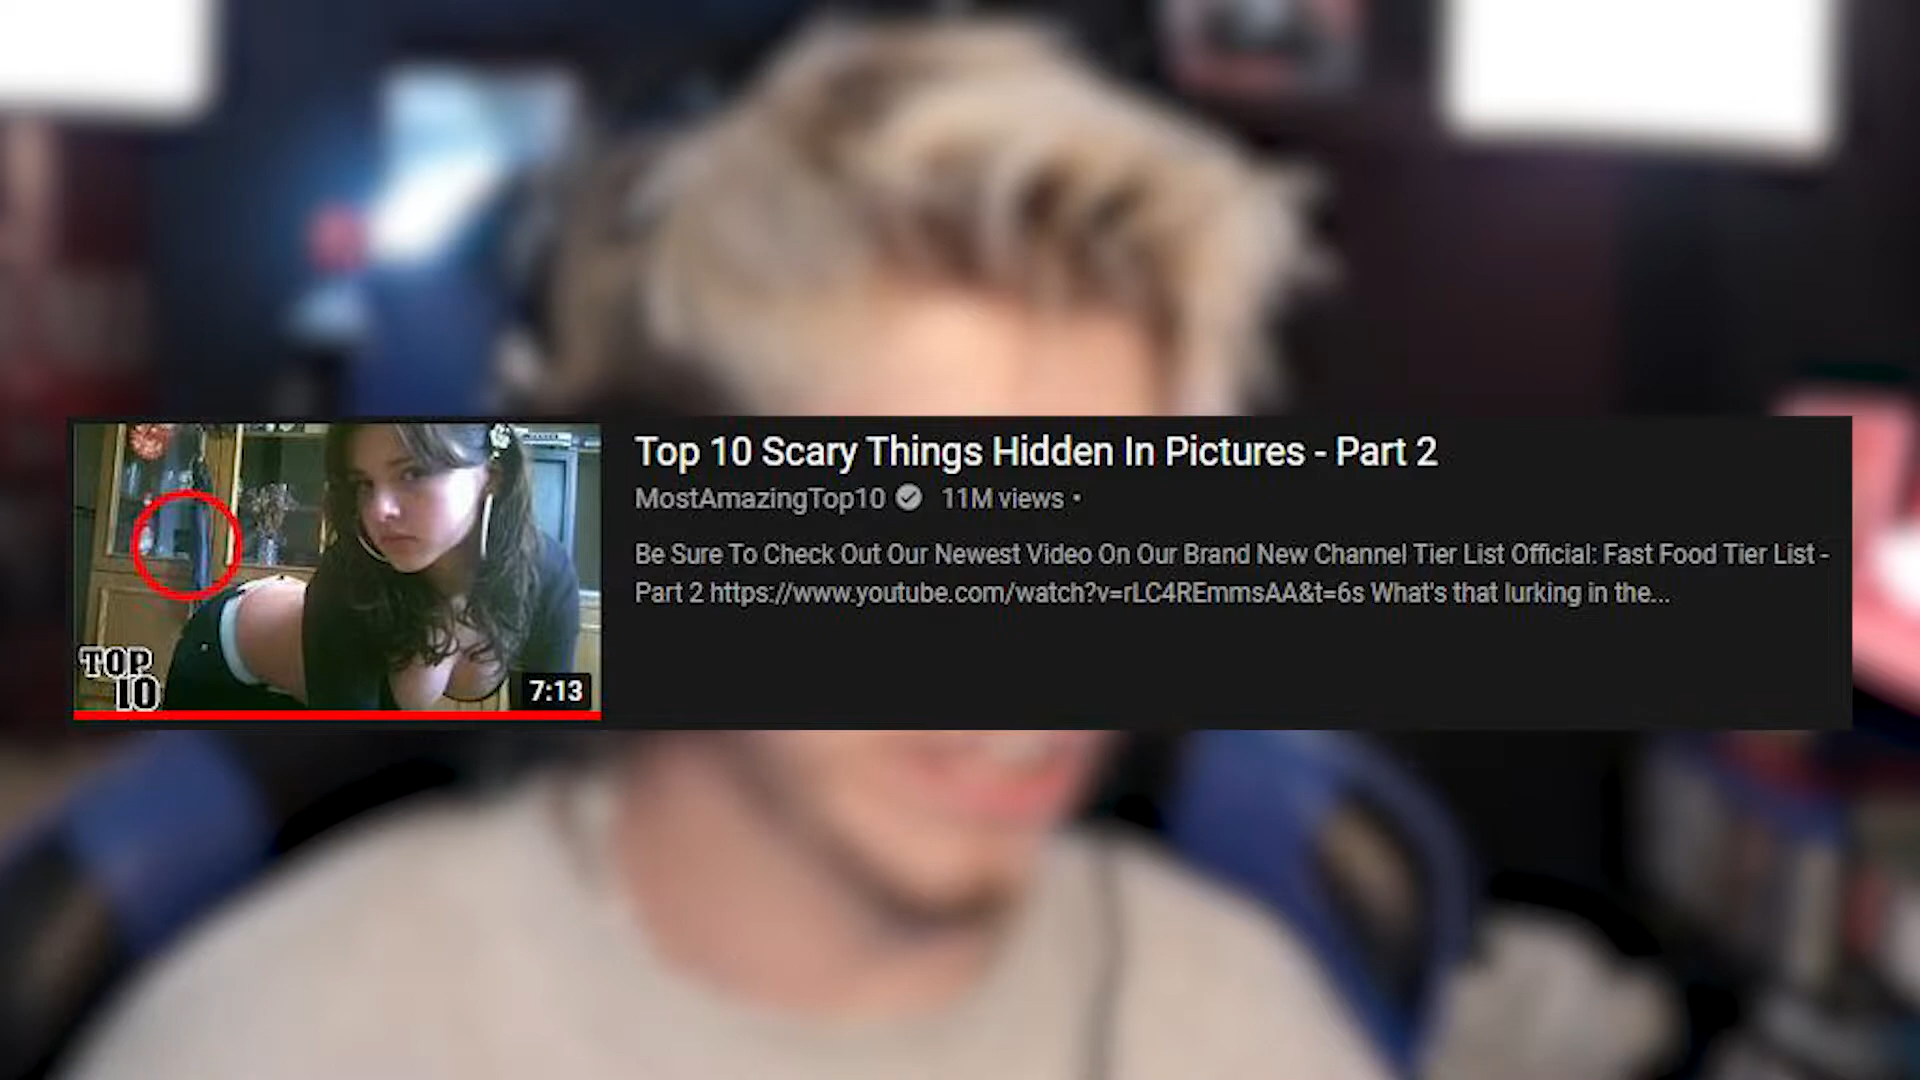 Top 10 Scary Things Hidden In Pictures - Part 2
MostAmazingTop10 11M views •
Be Sure To Check Out Our Newest Video On Our Brand New Channel Tier List Official: Fast Food Tier List -
Part 2 https://www.youtube.com/watch?v=rLC4REmmsAA&t=6s What's that lurking in the...
TOP
10
7:13